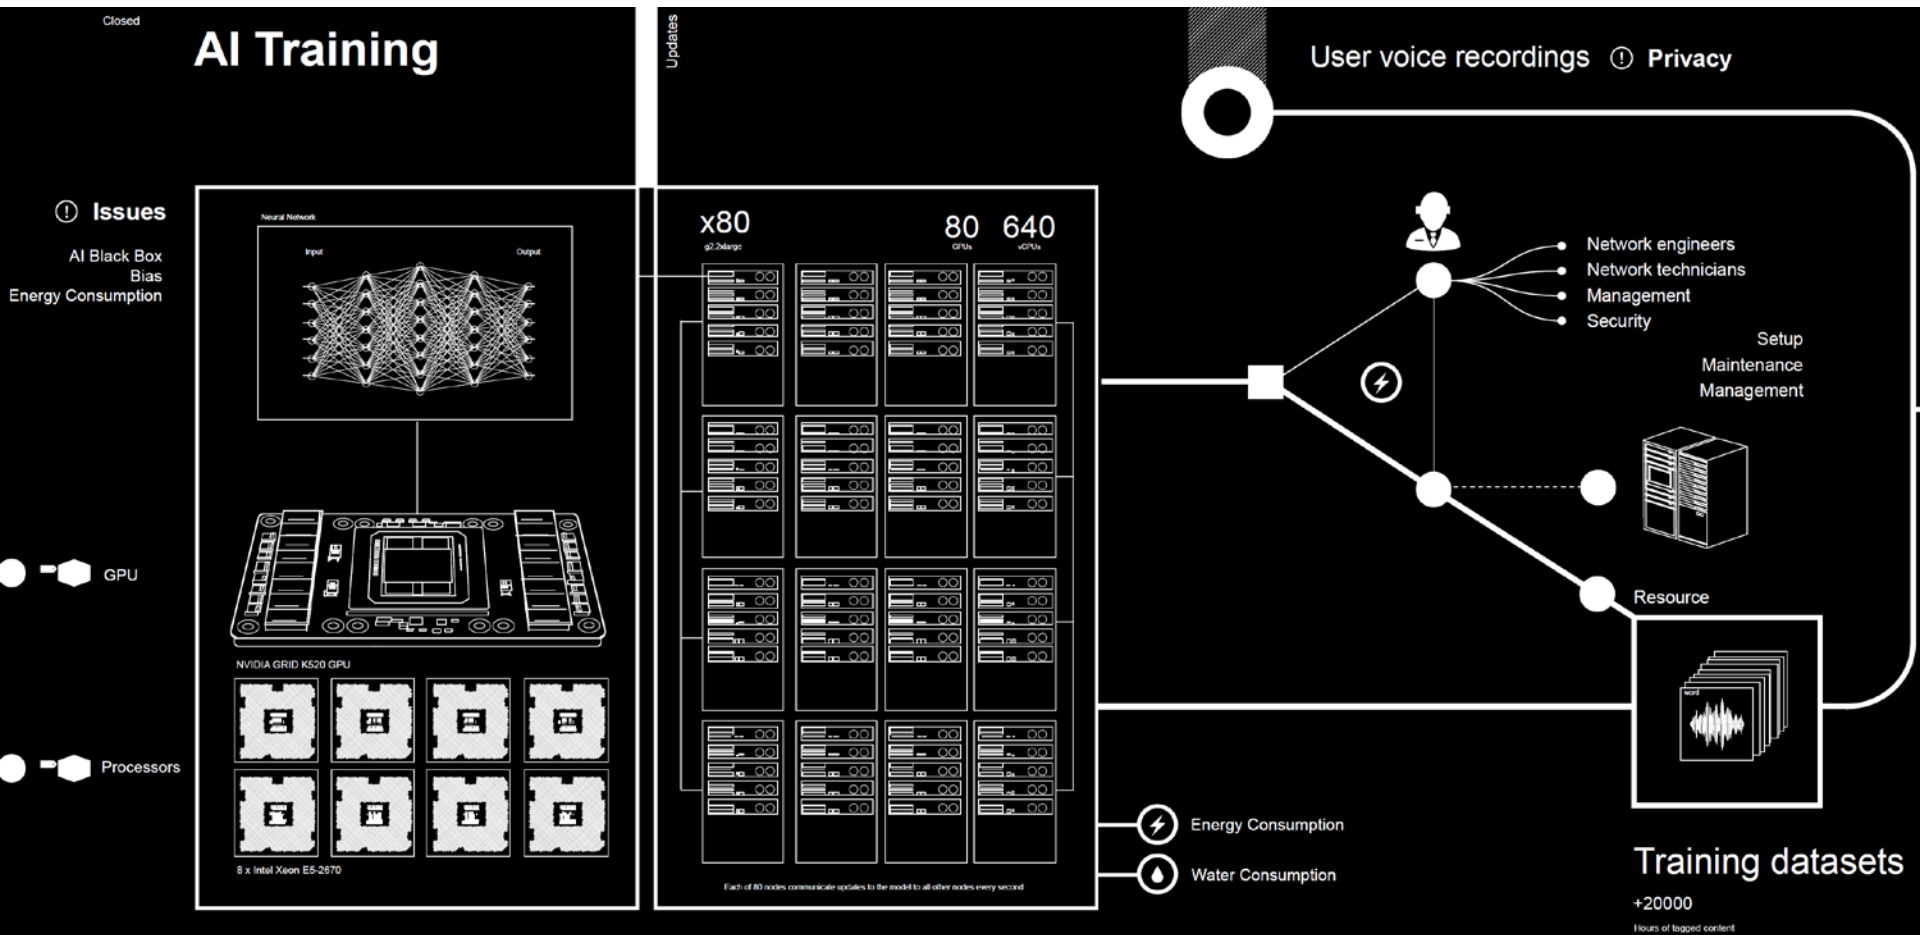 Closed
AI Training
Updates
User voice recordings
Privacy
Issues
AI Black Box
Bias
Energy Consumption
Neural Network
Input
Output
x80
g2.2xlarge
80
GPUs
640
vCPUs
Network engineers
Network technicians
Management
Security
Setup
Maintenance
Management
GPU
NVIDIA GRID K520 GPU
Processors
8 x Intel Xeon E5-2670
Resource
word
Energy Consumption
Water Consumption
Each of 80 nodes communicate updates to the model to all other nodes every second
Training datasets
+20000
Hours of tagged content